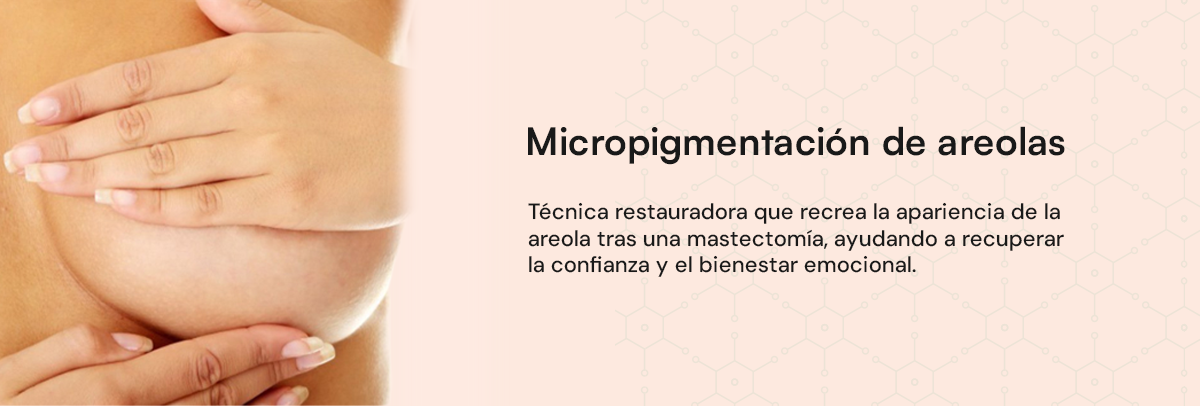 Micropigmentación de areolas
Técnica restauradora que recrea la apariencia de la
areola tras una mastectomía, ayudando a recuperar
la confianza y el bienestar emocional.